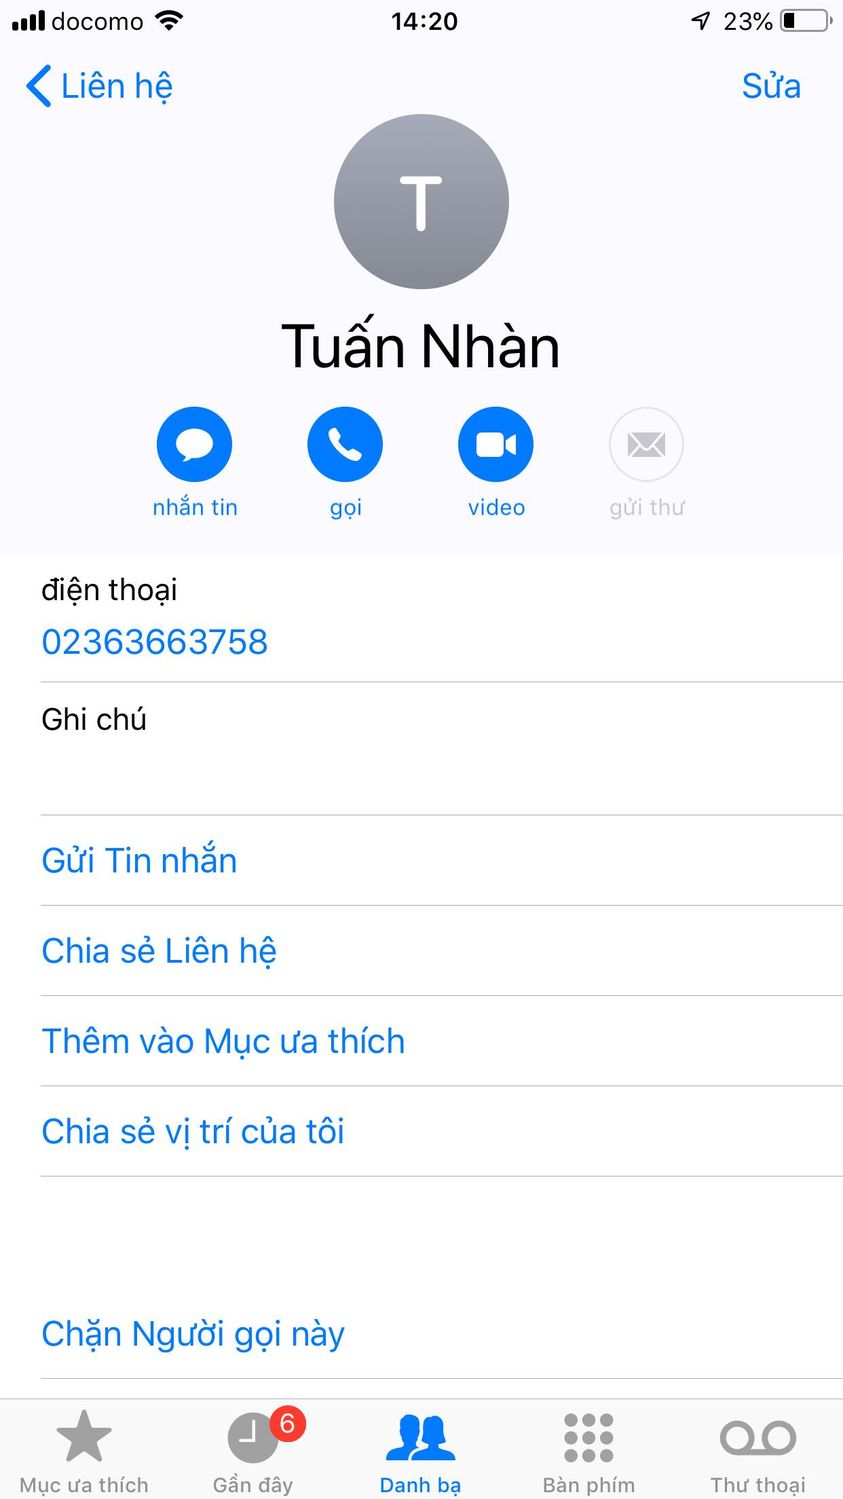 docomo 14:20 23%
Liên hệ Sửa
T
Tuấn Nhàn
nhắn tin gọi video gửi thư
điện thoại
02363663758
Ghi chú
Gửi Tin nhắn
Chia sẻ Liên hệ
Thêm vào Mục ưa thích
Chia sẻ vị trí của tôi
Chặn Người gọi này
6
Mục ưa thích Gần đây Danh bạ Bàn phím Thư thoại